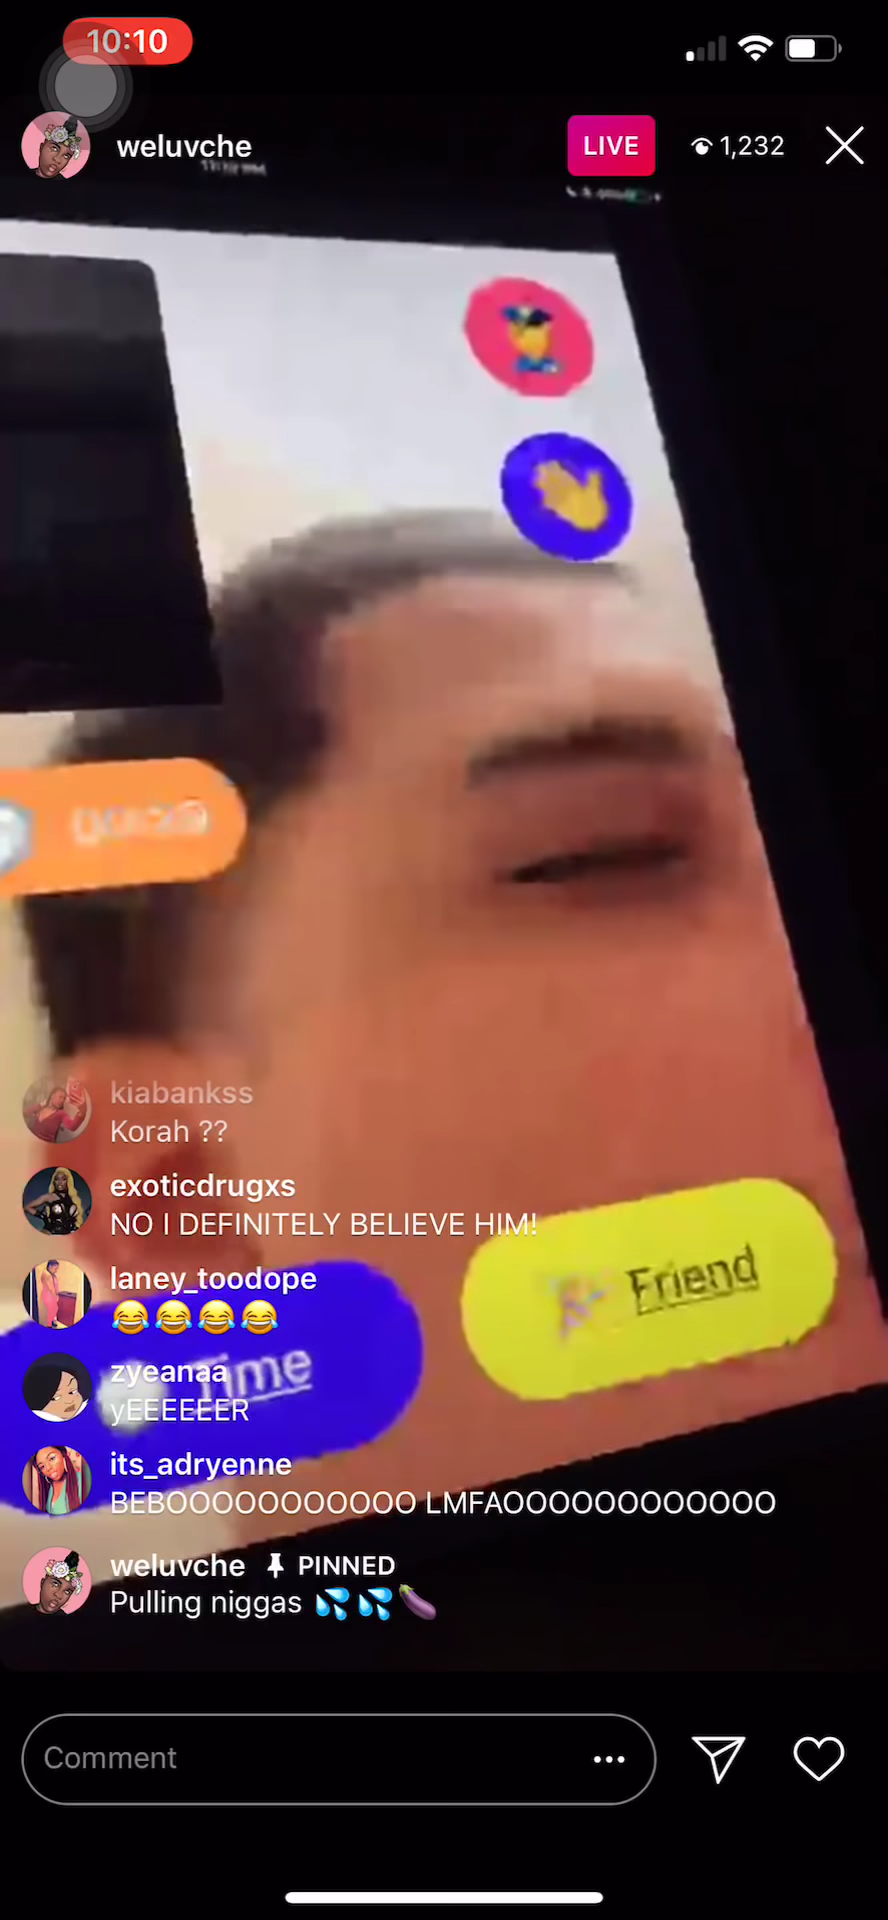 10:10
weluvche
LIVE
1,232
kiabankss
Korah ??
exoticdrugxs
NO I DEFINITELY BELIEVE HIM!
Friend
laney_toodope
😂😂😂😂
Time
zyeanaa
yEEEEEER
its_adryenne
BEBOOOOOOOOOOO LMFAOOOOOOOOOOOO
weluvche PINNED
Pulling niggas 💦💦🍆
Comment